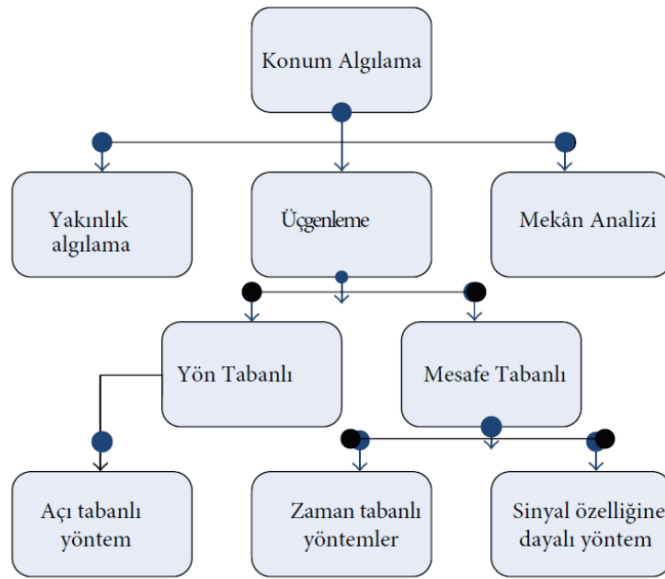 Konum Algılama
Yakınlık
algılama
Üçgenleme
Mekân Analizi
Yön Tabanlı
Mesafe Tabanlı
Açı tabanlı
yöntem
Zaman tabanlı
yöntemler
Sinyal özelliğine
dayalı yöntem